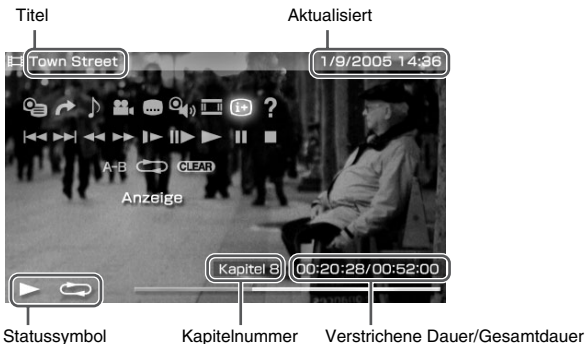 Titel Aktualisiert
Town Street 1/9/2005 14:36
i+ ?
A-B CLEAR
Anzeige
Kapitel 8 00:20:28/00:52:00
Statussymbol Kapitelnummer Verstrichene Dauer/Gesamtdauer